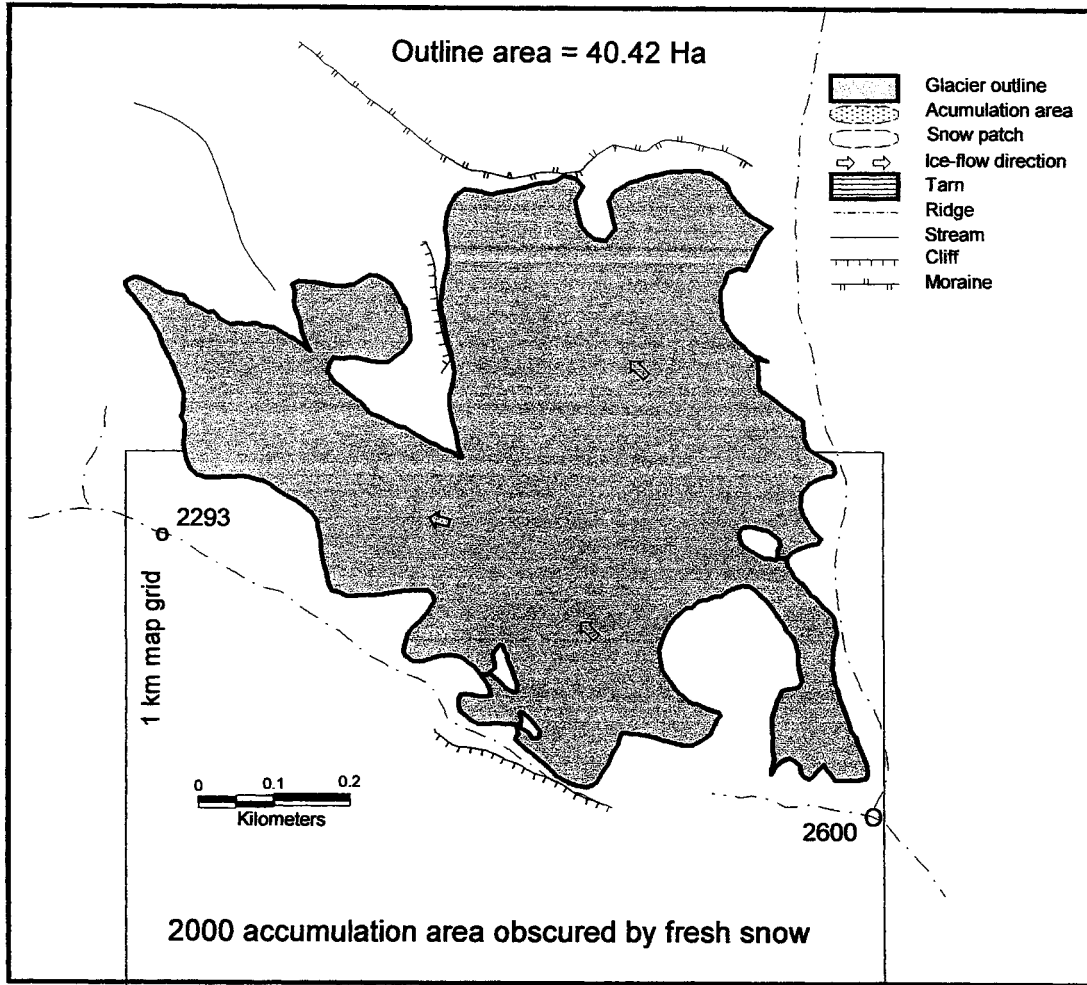 Outline area = 40.42 Ha
Glacier outline
Acumulation area
Snow patch
Ice-flow direction
Tarn
Ridge
Stream
Cliff
Moraine
2293
1 km map grid
0 0.1 0.2
Kilometers
2600
2000 accumulation area obscured by fresh snow